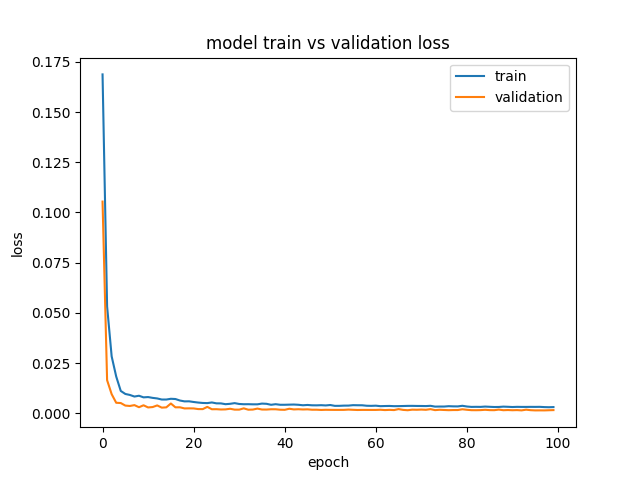 model train vs validation loss
train
validation
loss
0.175
0.150
0.125
0.100
0.075
0.050
0.025
0.000
0 20 40 60 80 100
epoch